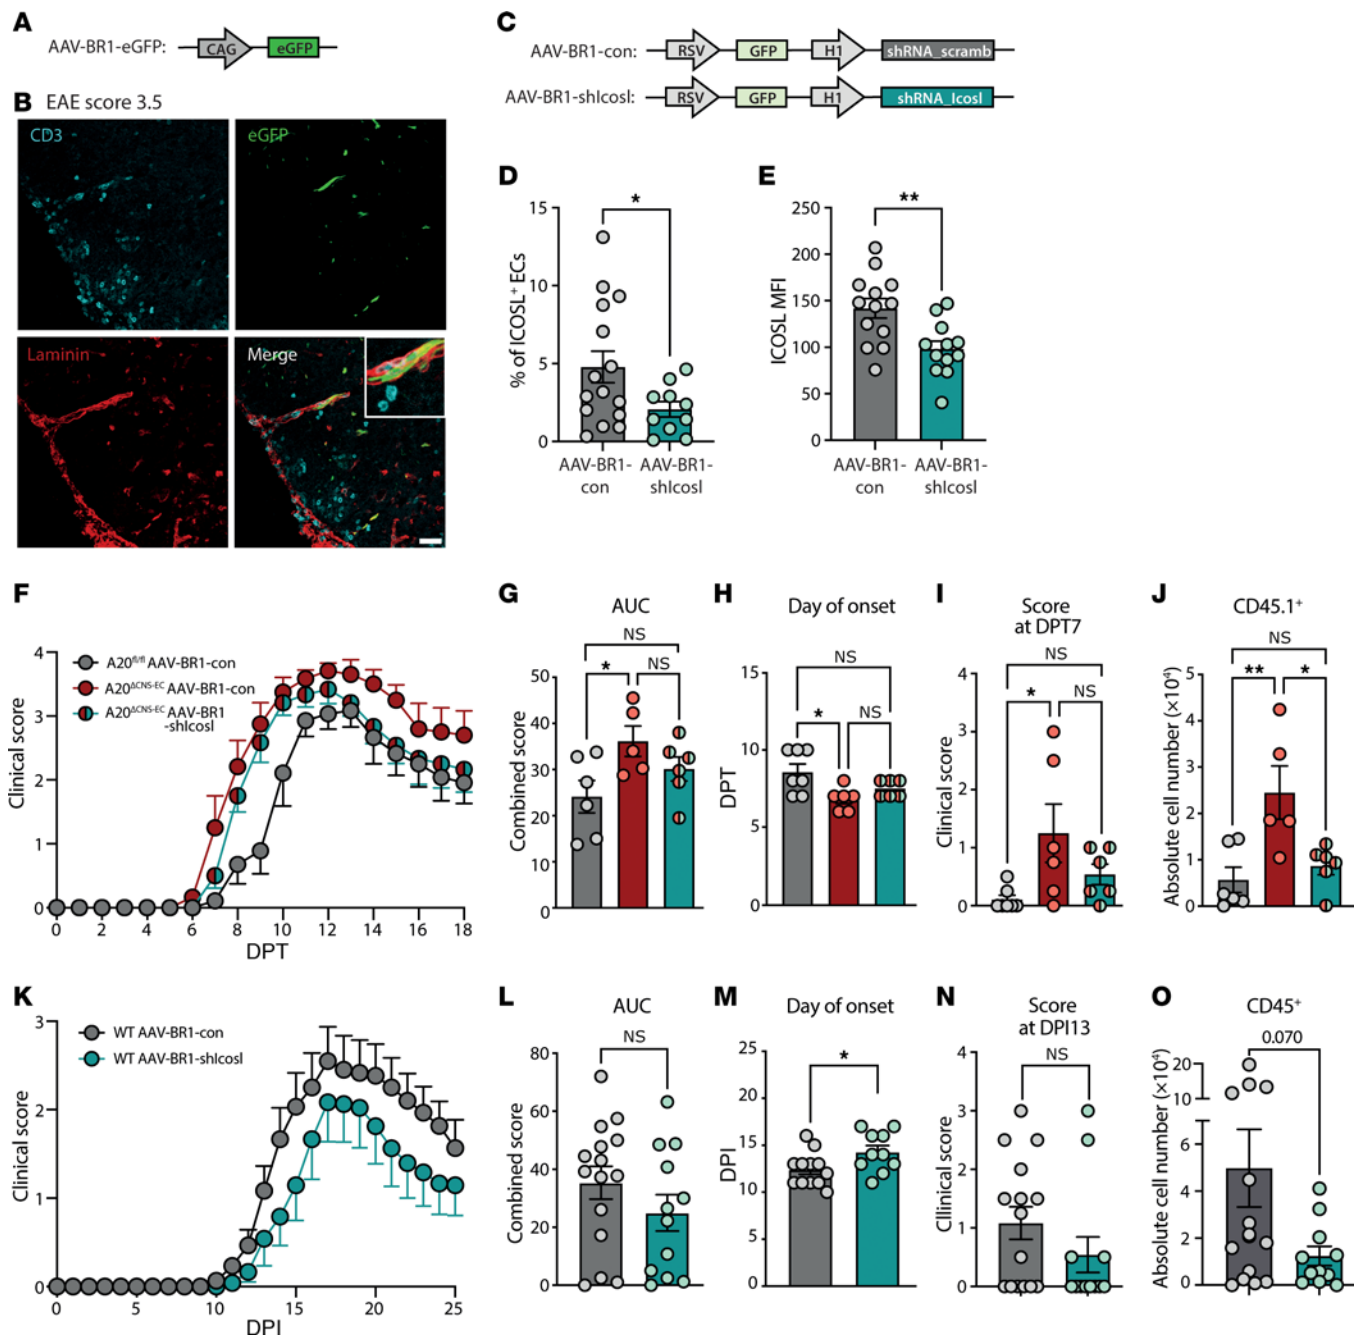 A
AAV-BR1-eGFP:
CAG
eGFP
B
EAE score 3.5
CD3
eGFP
Laminin
Merge
C
AAV-BR1-con:
RSV
GFP
H1
shRNA_scramb
AAV-BR1-shIcosl:
RSV
GFP
H1
shRNA_Icosl
D
% of ICOSL+ ECs
15
10
5
0
*
AAV-BR1-
con
AAV-BR1-
shIcosl
E
ICOSL MFI
250
200
150
100
50
0
**
AAV-BR1-
con
AAV-BR1-
shIcosl
F
Clinical score
4
3
2
1
0
A20fl/fl AAV-BR1-con
A20ΔCNS-EC AAV-BR1-con
A20ΔCNS-EC AAV-BR1
-shIcosl
0 2 4 6 8 10 12 14 16 18
DPT
G
AUC
Combined score
50
40
30
20
10
0
NS
*
NS
H
Day of onset
DPT
15
10
5
0
NS
*
NS
I
Score
at DPT7
Clinical score
4
3
2
1
0
NS
*
NS
J
CD45.1+
Absolute cell number (×10⁴)
5
4
3
2
1
0
NS
**
*
K
Clinical score
3
2
1
0
WT AAV-BR1-con
WT AAV-BR1-shIcosl
0 5 10 15 20 25
DPI
L
AUC
Combined score
80
60
40
20
0
NS
M
Day of onset
DPI
25
20
15
10
5
0
*
N
Score
at DPI13
Cllinical score
4
3
2
1
0
NS
O
CD45+
Absolute cell number (×10⁴)
20
10
6
4
2
0
0.070